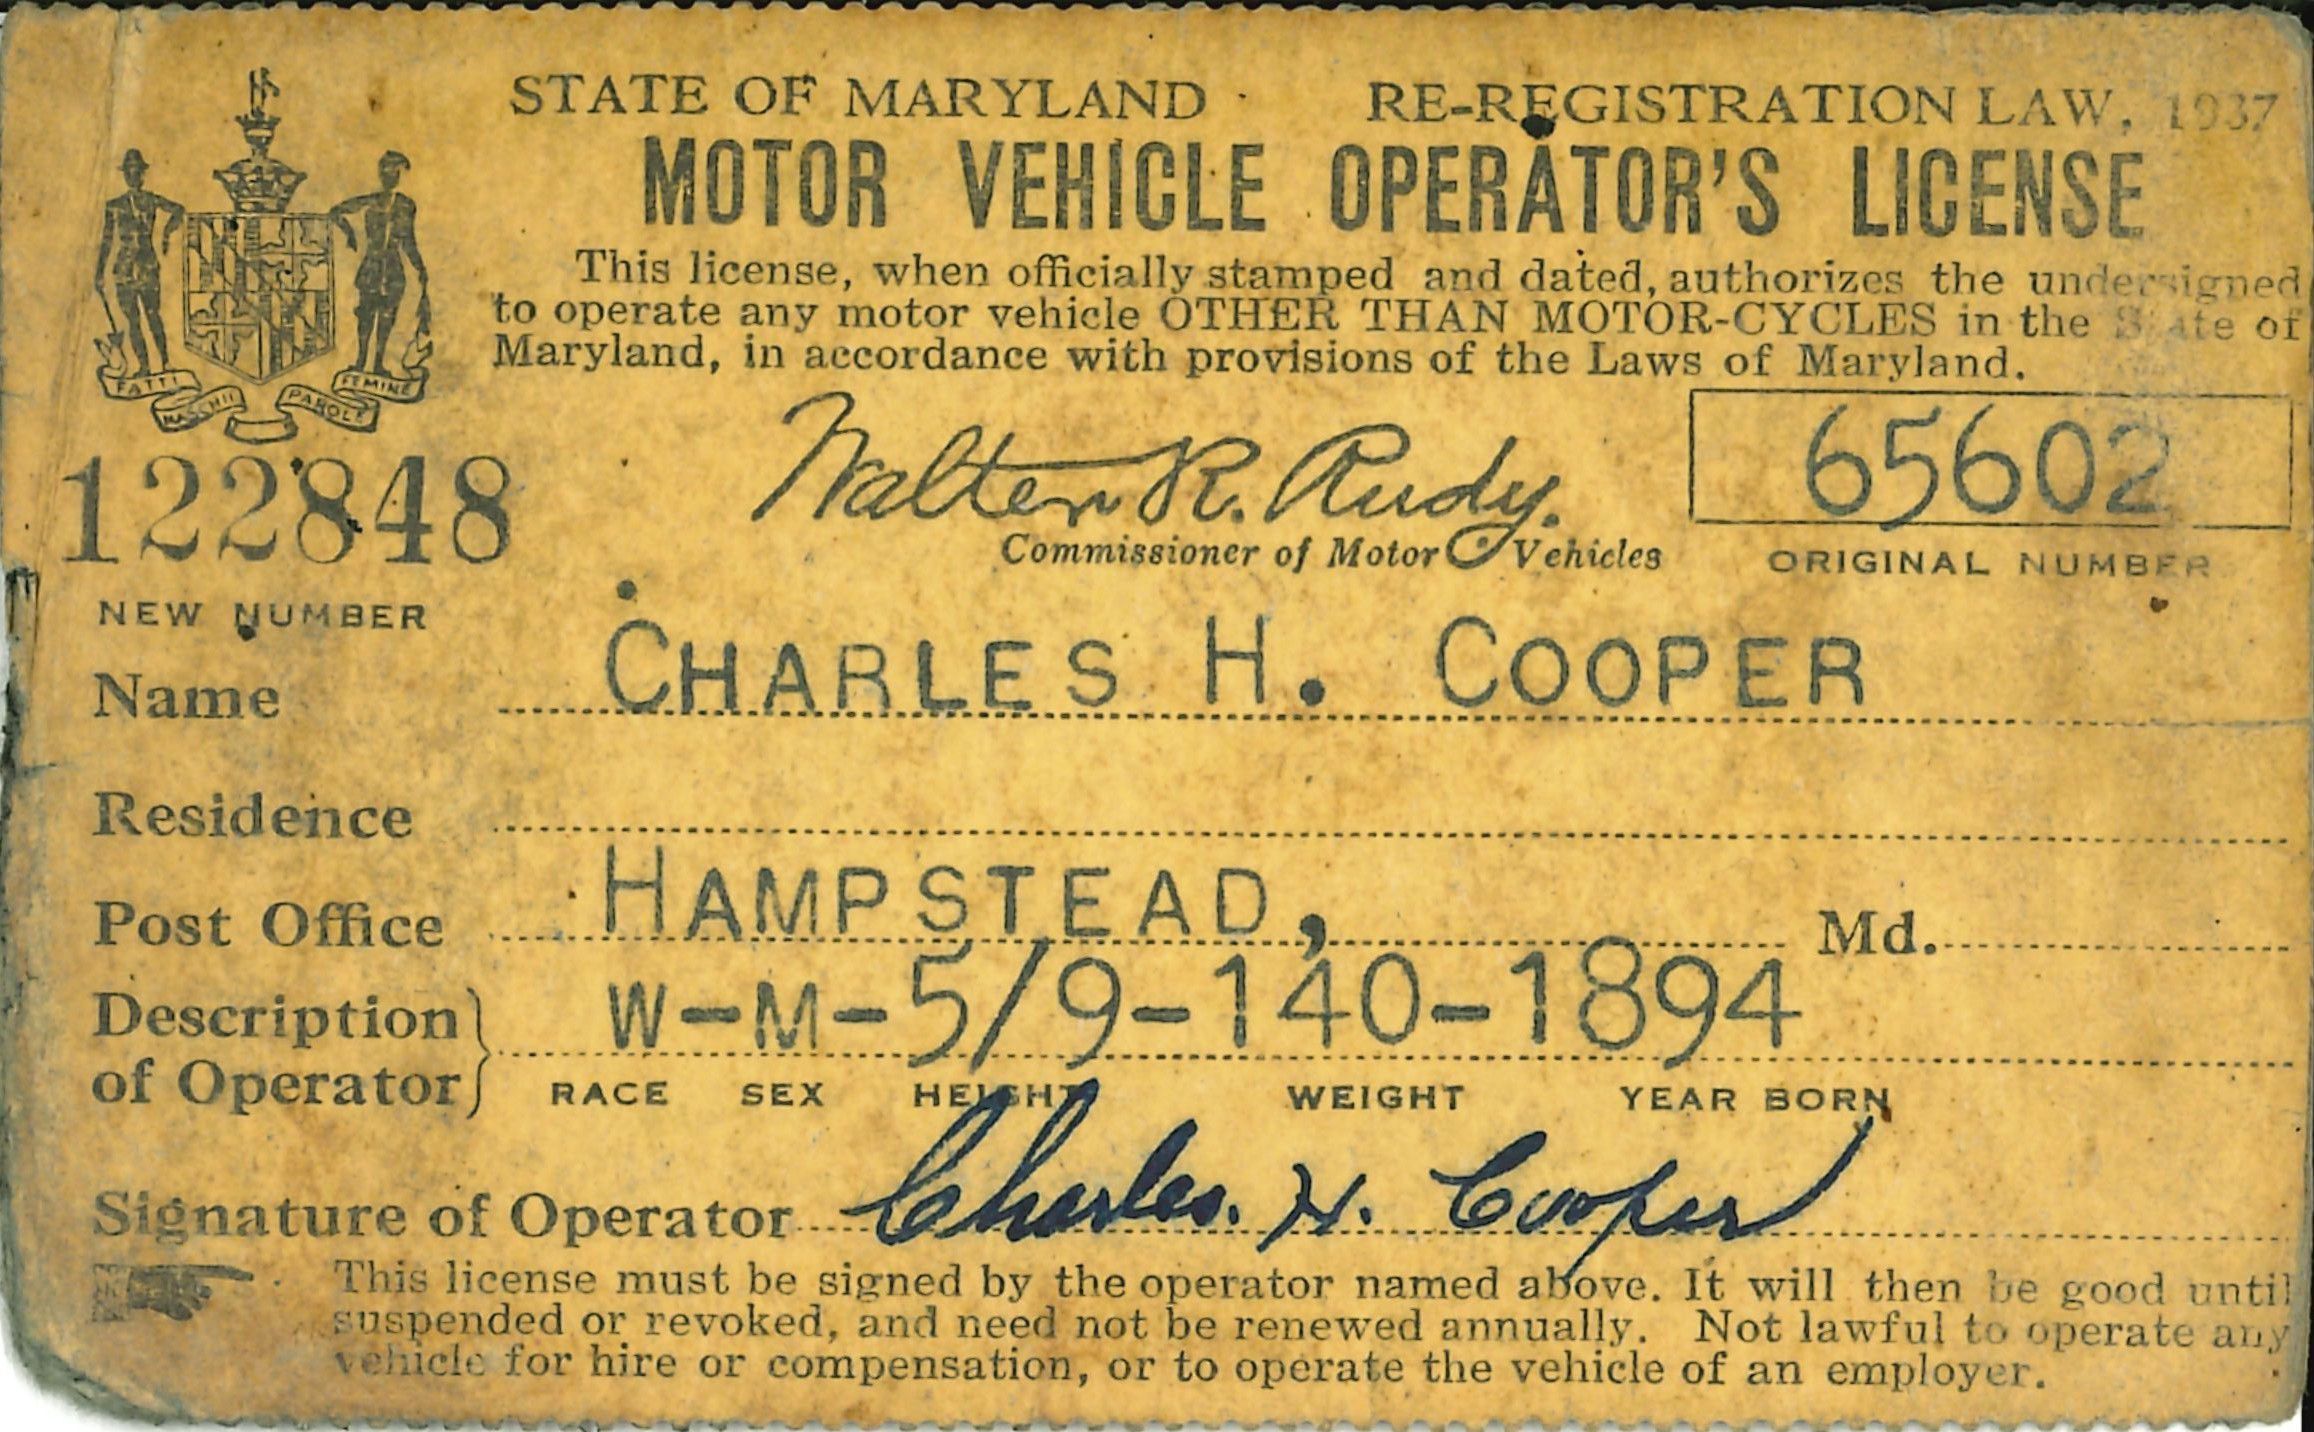 STATE OF MARYLAND RE-REGISTRATION LAW, 1937
MOTOR VEHICLE OPERATOR'S LICENSE
This license, when officially stamped and dated, authorizes the undersigned
to operate any motor vehicle OTHER THAN MOTOR-CYCLES in the State of
Maryland, in accordance with provisions of the Laws of Maryland.
FATTI MASCHII PAROLE FEMINE
122848
NEW NUMBER
Walter R. Rudy.
Commissioner of Motor Vehicles
65602
ORIGINAL NUMBER
Name CHARLES H. COOPER
Residence
Post Office HAMPSTEAD, Md.
Description of Operator W-M-5/9-140-1894
RACE SEX HEIGHT WEIGHT YEAR BORN
Signature of Operator Charles. H. Cooper
This license must be signed by the operator named above. It will then be good until
suspended or revoked, and need not be renewed annually. Not lawful to operate any
vehicle for hire or compensation, or to operate the vehicle of an employer.